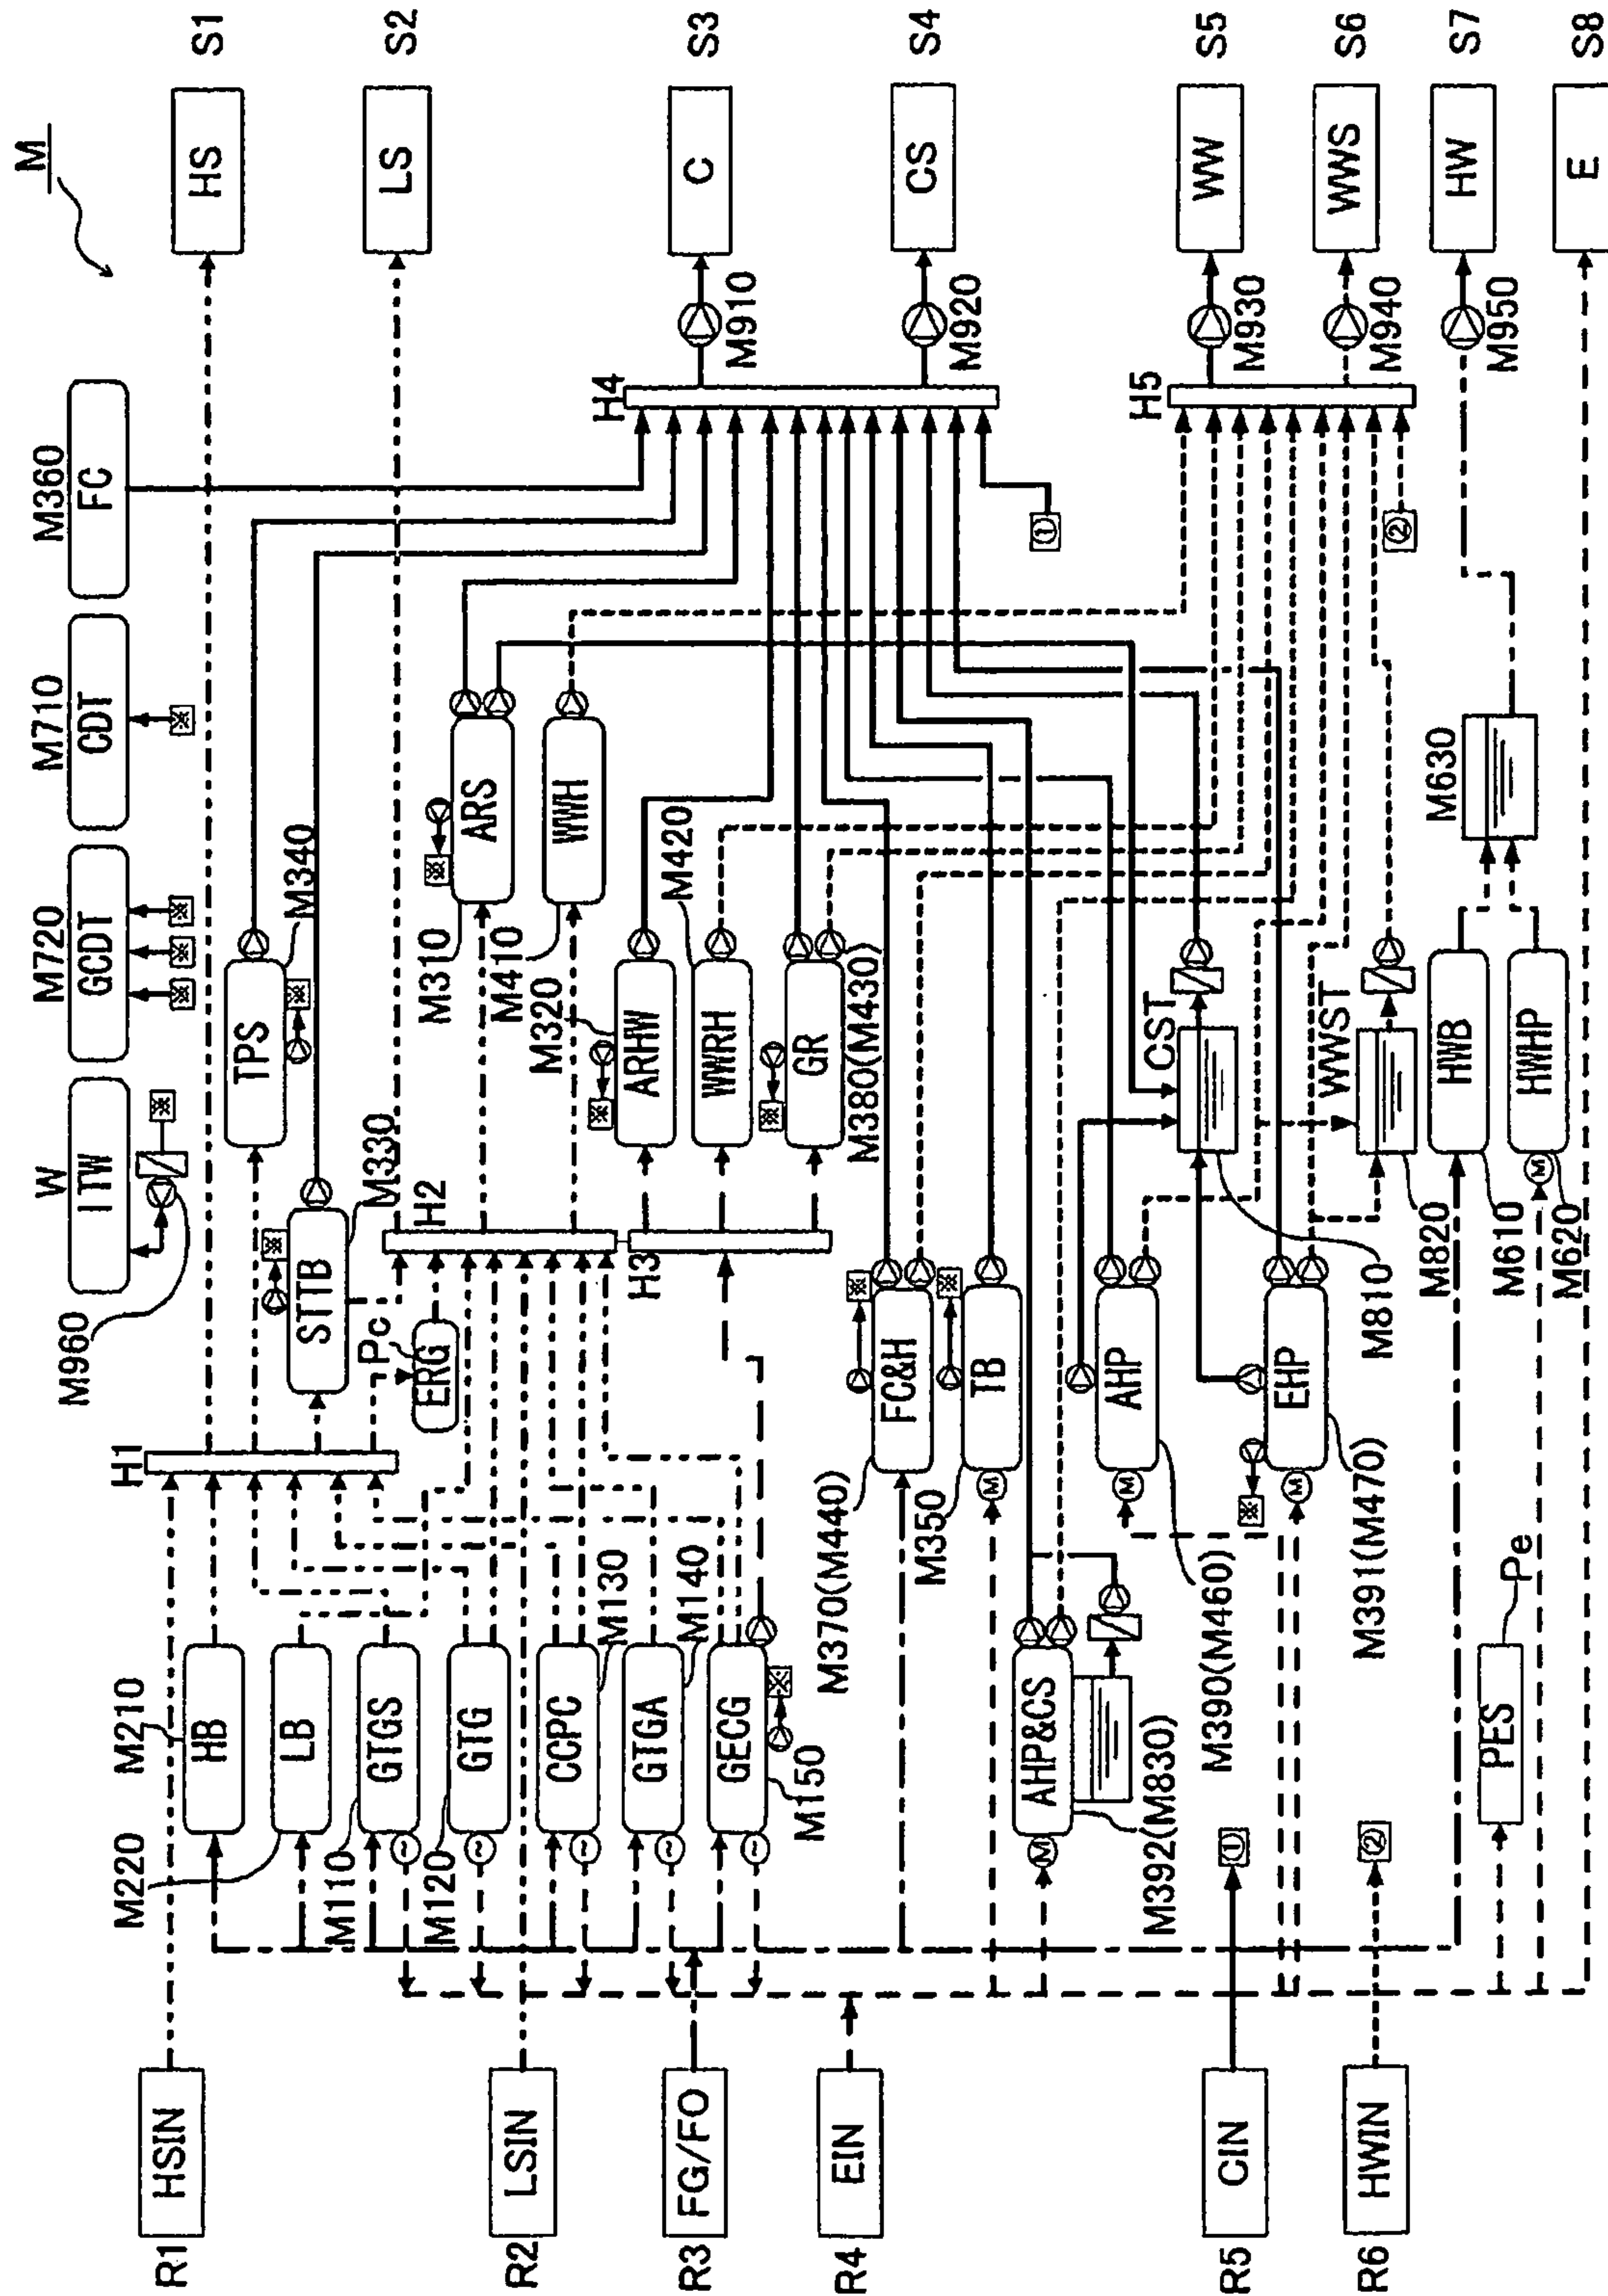 M
HS S1
LS S2
C S3
CS S4
WW S5
WWS S6
HW S7
E S8
M910
M920
M930
M940
M950
H4
H5
M360
FC
M710
CDT
M720
GCDT
W
ITW
M960
TPS
M340
STTB
M330
H1
H2
H3
Pc
ERG
ARS
M310
WWH
M410
M320
ARHW
M420
WWRH
GR
M380(M430)
①
②
M630
CST
WWST
HWB
HWHP
M810
M820
M610
M620
FC&H
M370(M440)
TB
M350
AHP
M390(M460)
EHP
M391(M470)
M
M
M
M
M
M210
HB
M220
LB
M110
GTGS
M120
GTG
CCPC
M130
GTGA
M140
GECG
M150
~
~
~
~
~
AHP&CS
M392(M830)
PES
Pe
①
②
R1 HSIN
R2 LSIN
R3 FG/FO
R4 EIN
R5 CIN
R6 HWIN
※
※
※
※
※
※
※
※
※
※
※
※
※
※